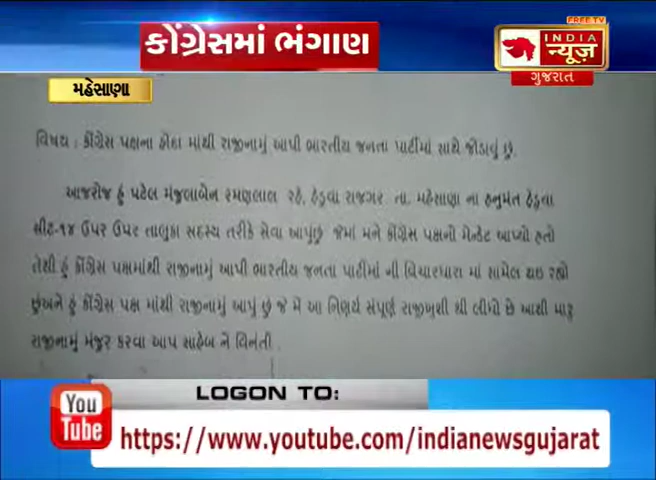 FREE TV
કોંગ્રેસમાં ભંગાણ
INDIA
न्यूज़
ગુજરાત
મહેસાણા
વિષય : કોંગ્રેસ પક્ષના હોદા માંથી રાજીનામું આપી ભારતીય જનતા પાર્ટીમાં સાથે જોડાવું છું.
આજરોજ હું પટેલ મંજુલાબેન રમણલાલ રહે. હેડુવા રાજગર તા. મહેસાણા ના હનુમંત હેડુવા
સીટ-૧૪ ઉપર ઉપર તાલુકા સદસ્ય તરીકે સેવા આપુંછું જેમાં મને કોંગ્રેસ પક્ષનો મેન્ડેટ આપ્યો હતો
તેથી હું કોંગ્રેસ પક્ષમાંથી રાજીનામું આપી ભારતીય જનતા પાર્ટીમાં ની વિચારધારા માં સામેલ થઇ રહ્યો
છુંઅને હું કોંગ્રેસ પક્ષ માંથી રાજીનામું આપું છું જે મેં આ નિર્ણય સંપૂર્ણ રાજીખુશી થી લીધો છે આથી મારૂ
રાજીનામું મંજુર કરવા આપ સાહેબ ને વિનંતી.
LOGON TO:
You
Tube
https://www.youtube.com/indianewsgujarat